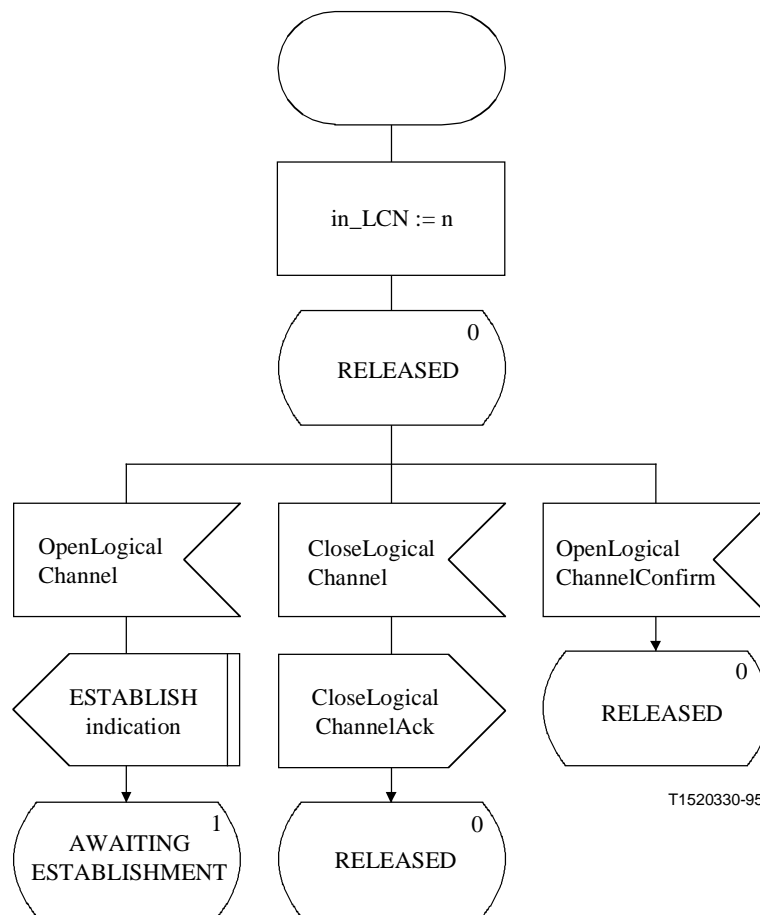 in_LCN := n
0
RELEASED
OpenLogical
Channel
CloseLogical
Channel
OpenLogical
ChannelConfirm
ESTABLISH
indication
CloseLogical
ChannelAck
0
RELEASED
T1520330-95
1
AWAITING
ESTABLISHMENT
0
RELEASED